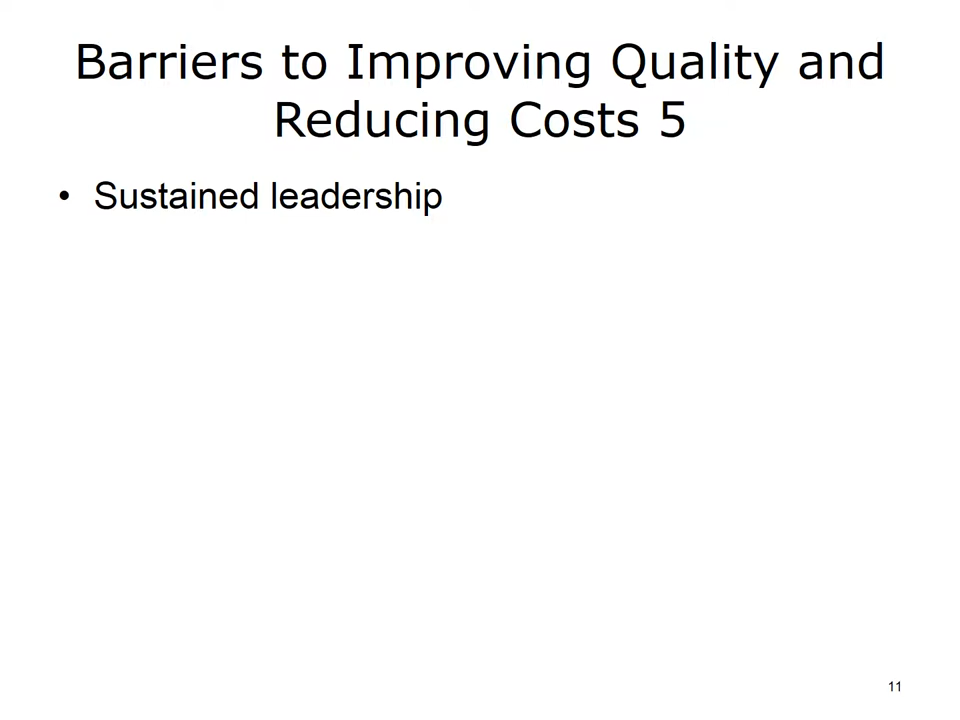 Barriers to Improving Quality and
Reducing Costs 5
• Sustained leadership
11